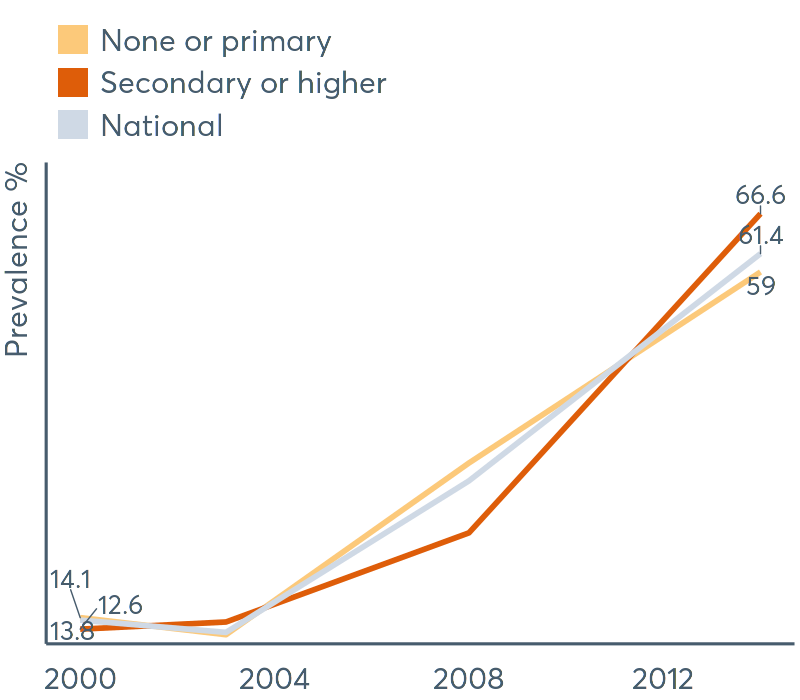 None or primary
Secondary or higher
National
Prevalence %
66.6
61.4
59
14.1
12.6
13.8
2000 2004 2008 2012